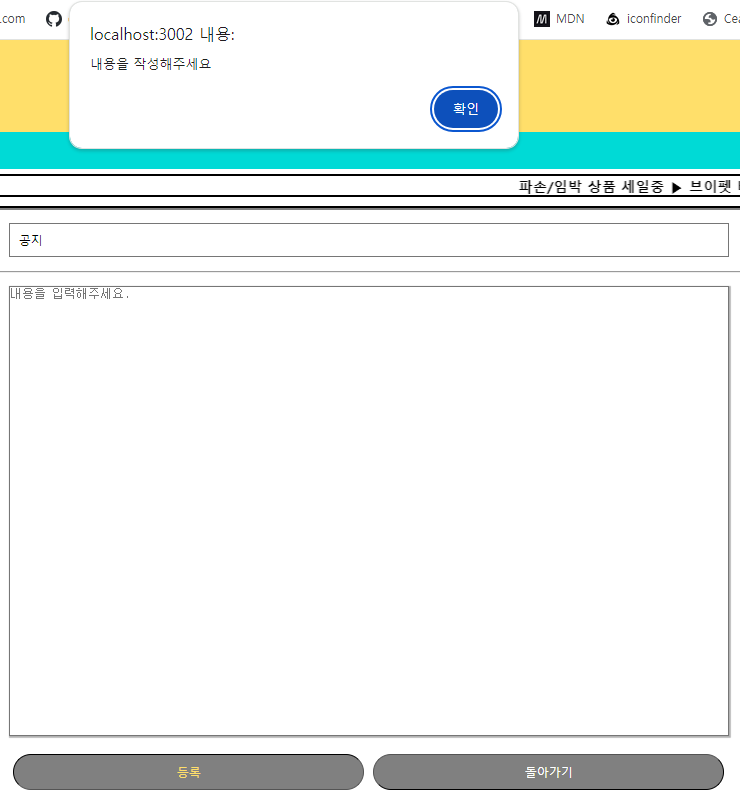 .com
MDN
iconfinder
localhost:3002 내용:
내용을 작성해주세요
확인
파손/임박 상품 세일중 ▶ 브이펫
공지
내용을 입력해주세요.
등록
돌아가기